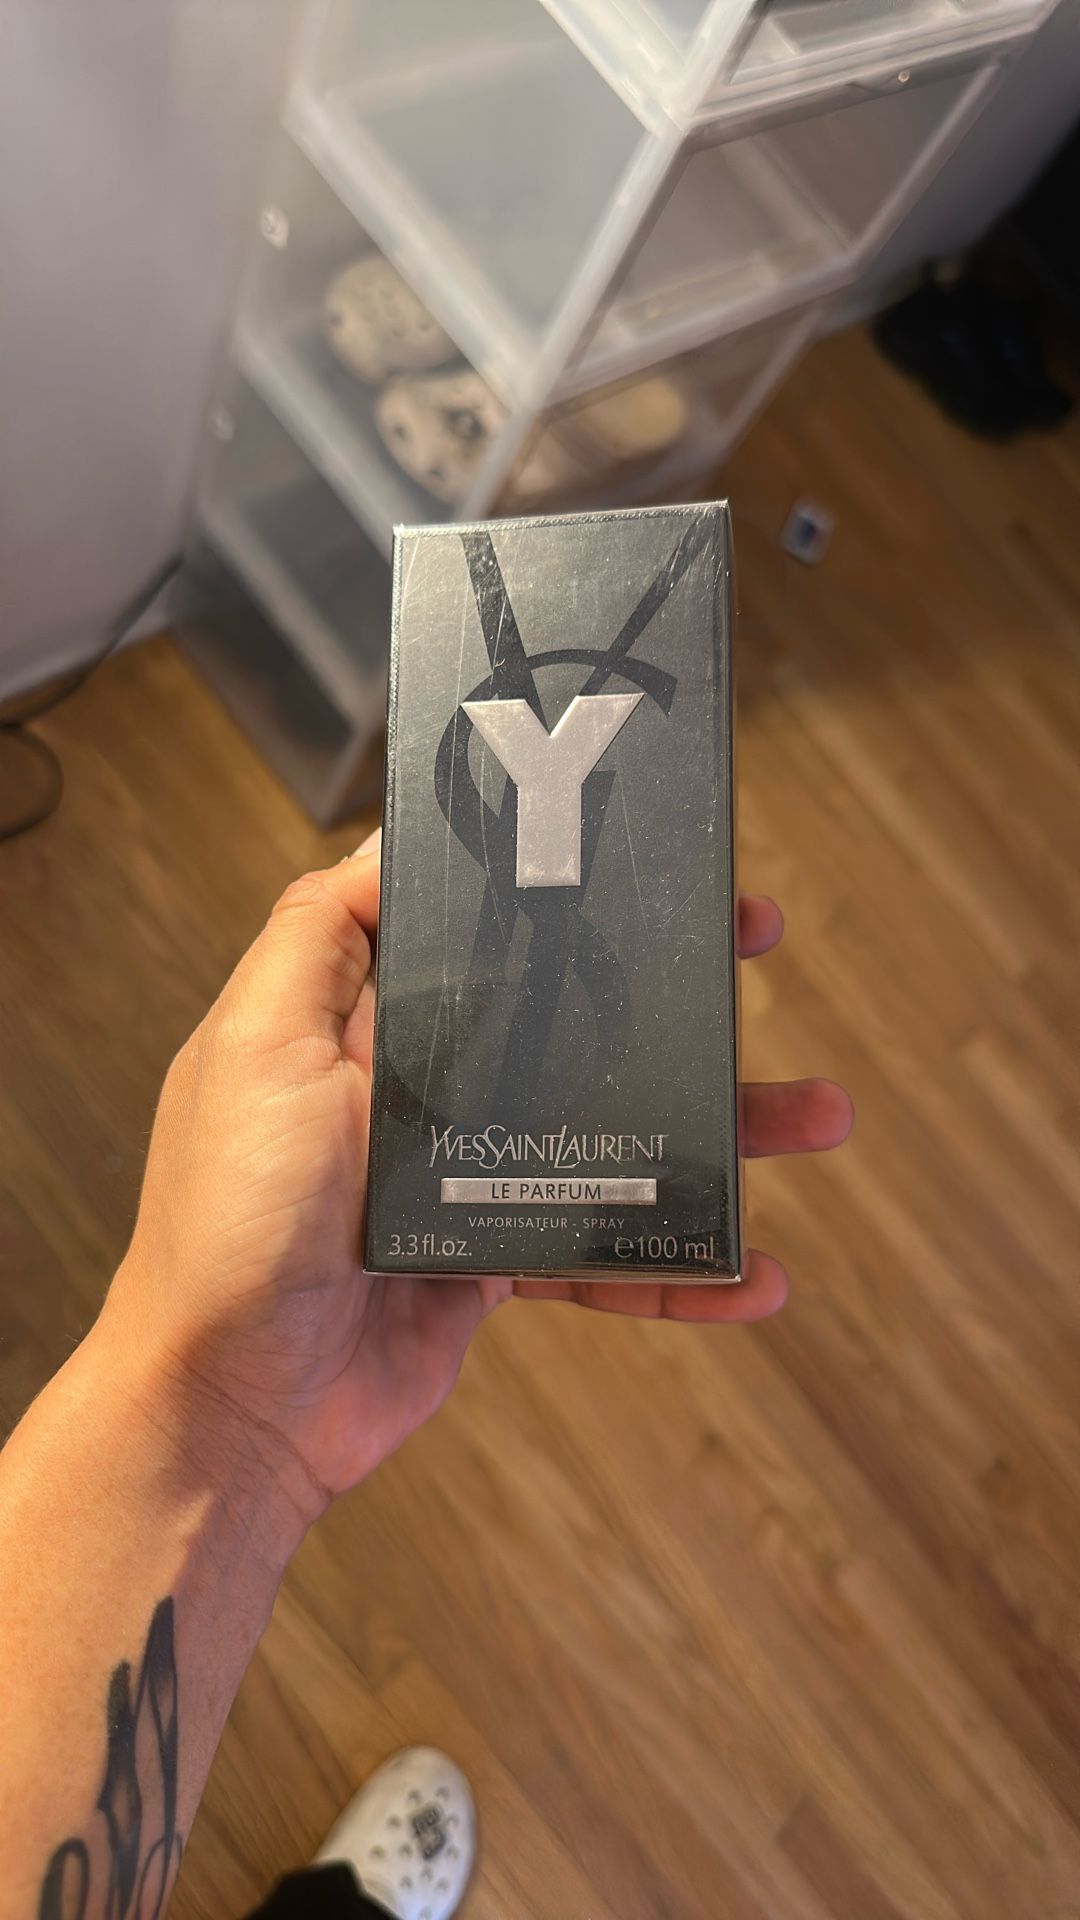 Y
YVESSAINTLAURENT
LE PARFUM
VAPORISATEUR - SPRAY
3.3 fl.oz. ℮100 ml